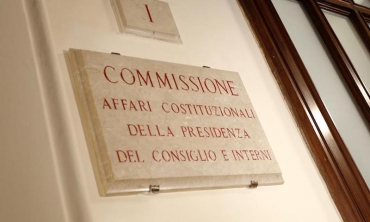 I
COMMISSIONE
AFFARI COSTITUZIONALI
DELLA PRESIDENZA
DEL CONSIGLIO E INTERNI